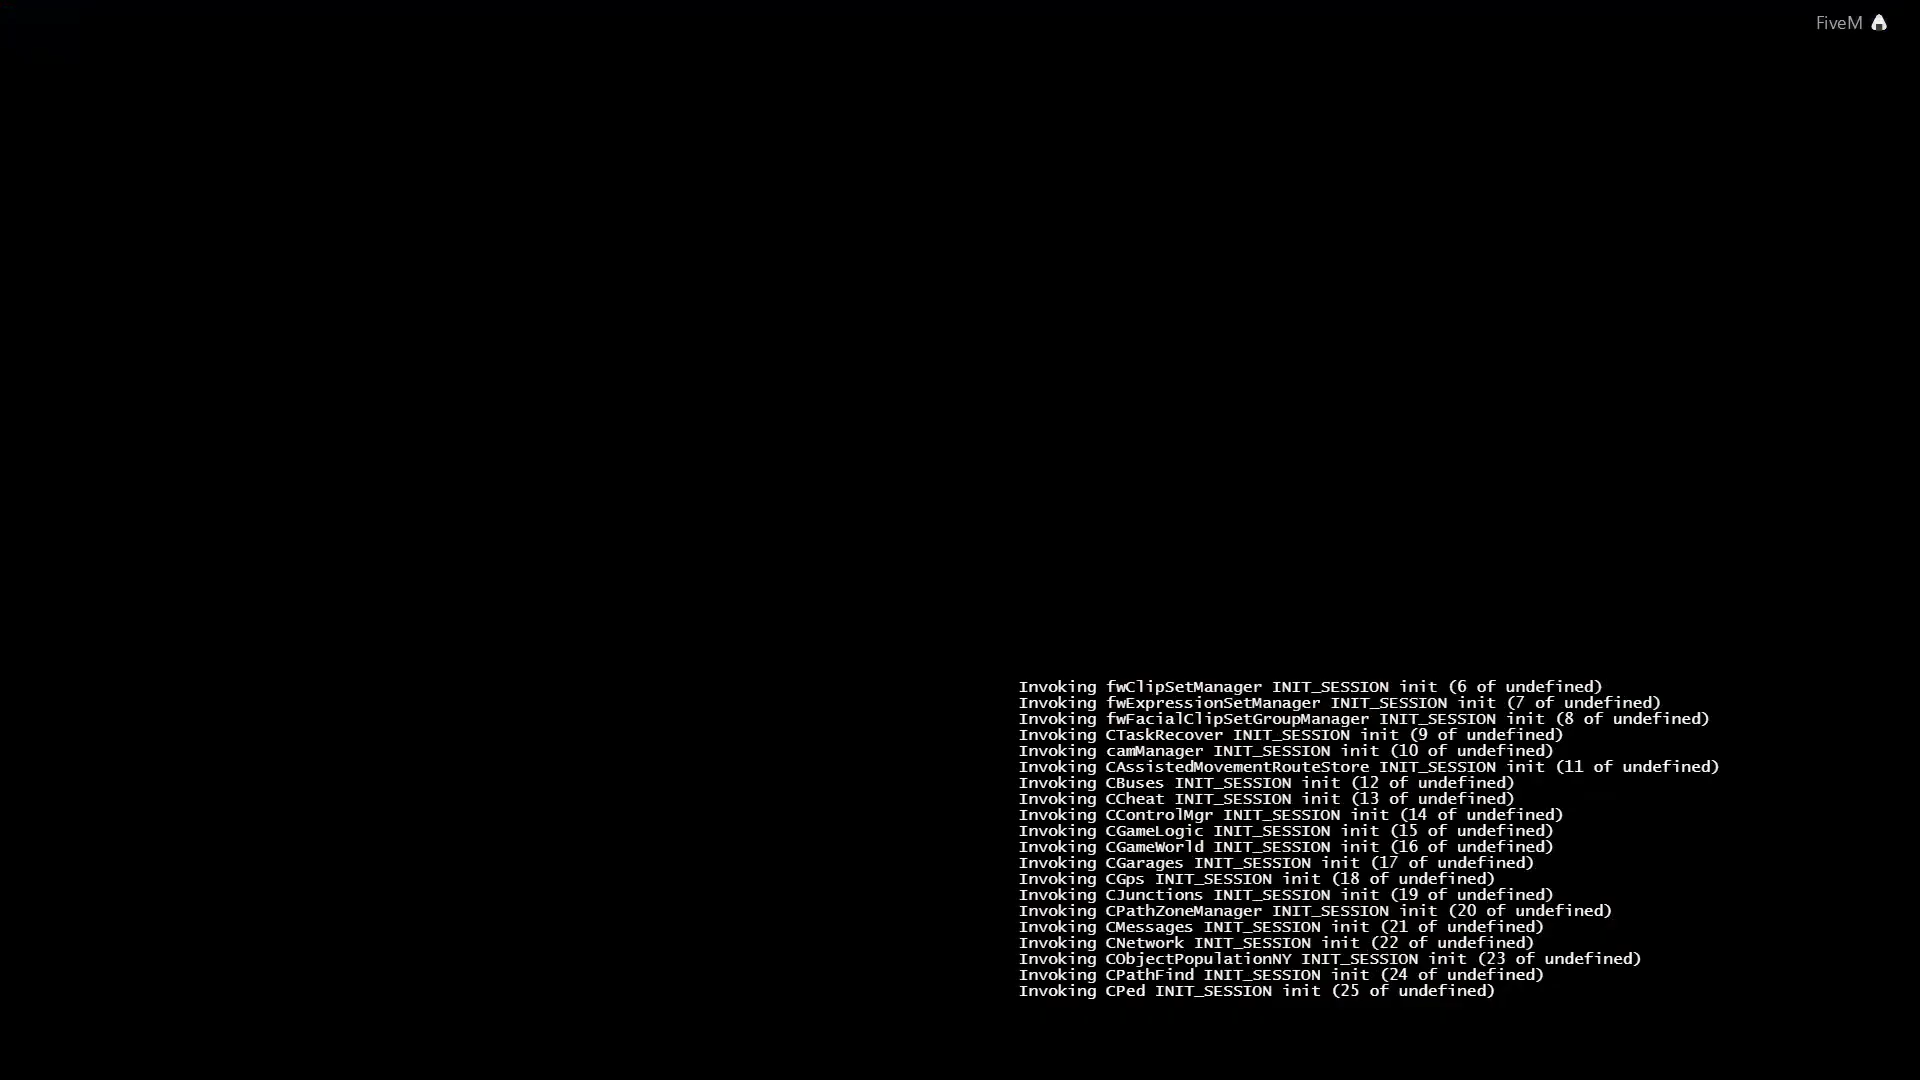 FiveM
Invoking fwClipSetManager INIT_SESSION init (6 of undefined)
Invoking fwExpressionSetManager INIT_SESSION init (7 of undefined)
Invoking fwFacialClipSetGroupManager INIT_SESSION init (8 of undefined)
Invoking CTaskRecover INIT_SESSION init (9 of undefined)
Invoking camManager INIT_SESSION init (10 of undefined)
Invoking CAssistedMovementRouteStore INIT_SESSION init (11 of undefined)
Invoking CBuses INIT_SESSION init (12 of undefined)
Invoking CCheat INIT_SESSION init (13 of undefined)
Invoking CControlMgr INIT_SESSION init (14 of undefined)
Invoking CGameLogic INIT_SESSION init (15 of undefined)
Invoking CGameWorld INIT_SESSION init (16 of undefined)
Invoking CGarages INIT_SESSION init (17 of undefined)
Invoking CGps INIT_SESSION init (18 of undefined)
Invoking CJunctions INIT_SESSION init (19 of undefined)
Invoking CPathZoneManager INIT_SESSION init (20 of undefined)
Invoking CMessages INIT_SESSION init (21 of undefined)
Invoking CNetwork INIT_SESSION init (22 of undefined)
Invoking CObjectPopulationNY INIT_SESSION init (23 of undefined)
Invoking CPathFind INIT_SESSION init (24 of undefined)
Invoking CPed INIT_SESSION init (25 of undefined)